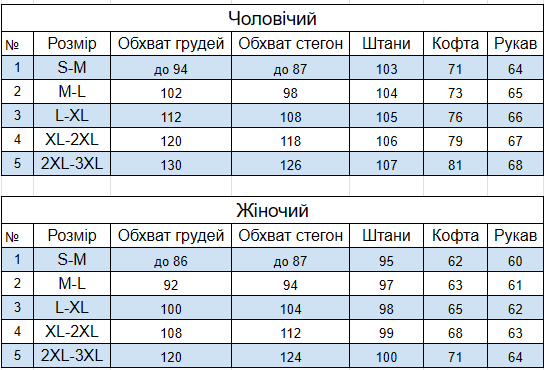 Чоловічий
№ Розмір Обхват грудей Обхват стегон Штани Кофта Рукав
1 S-M до 94 до 87 103 71 64
2 M-L 102 98 104 73 65
3 L-XL 112 108 105 76 66
4 XL-2XL 120 118 106 79 67
5 2XL-3XL 130 126 107 81 68
Жіночий
№ Розмір Обхват грудей Обхват стегон Штани Кофта Рукав
1 S-M до 86 до 87 95 62 60
2 M-L 92 94 97 63 61
3 L-XL 100 104 98 65 62
4 XL-2XL 108 112 99 68 63
5 2XL-3XL 120 124 100 71 64